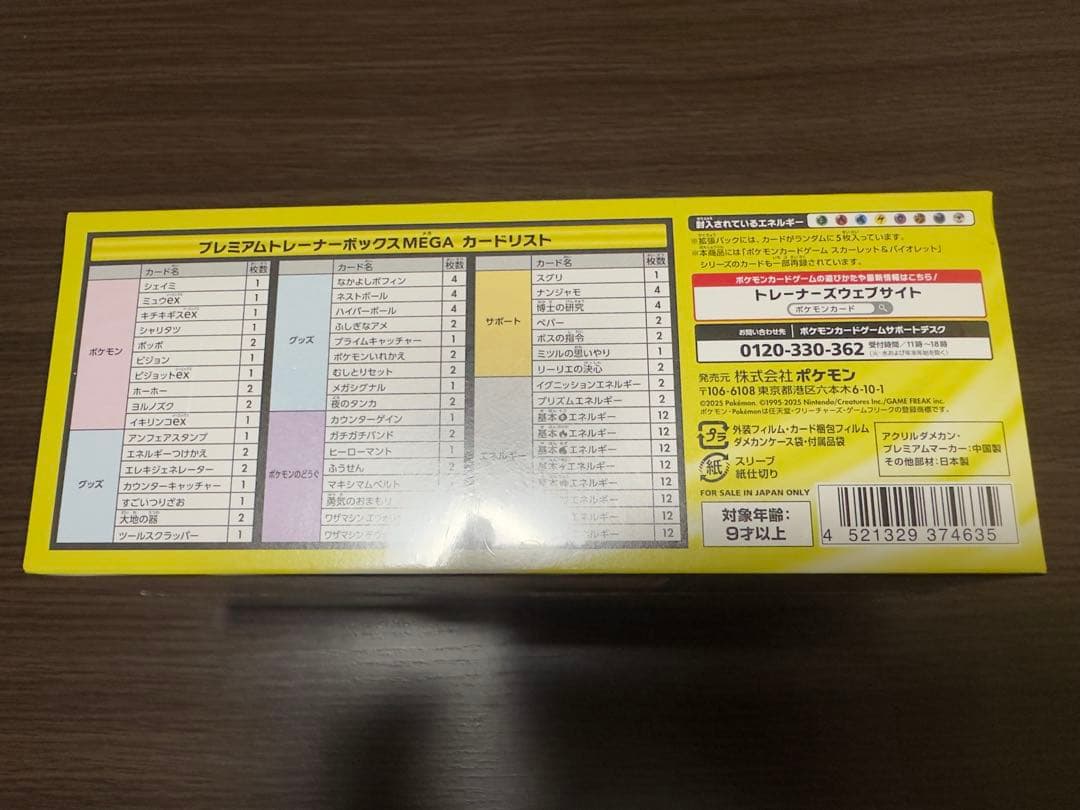 プレミアムトレーナーボックスMEGA カードリスト
カード名 枚数
ポケモン
シェイミ 1
ミュウex 1
キチキギスex 1
シャリタツ 1
ポッポ 2
ピジョン 1
ピジョットex 1
ホーホー 2
ヨルノズク 2
イキリンコex 1
グッズ
アンフェアスタンプ 1
エネルギーつけかえ 2
エレキジェネレーター 2
カウンターキャッチャー 1
すごいつりざお 1
大地の器 2
ツールスクラッパー 1
カード名 枚数
グッズ
なかよしポフィン 4
ネストボール 4
ハイパーボール 4
ふしぎなアメ 2
プライムキャッチャー 1
ポケモンいれかえ 2
むしとりセット 2
メガシグナル 1
夜のタンカ 2
ポケモンのどうぐ
カウンターゲイン 1
ガチガチバンド 2
ヒーローマント 1
ふうせん 2
マキシマムベルト
勇気のおまもり
ワザマシン
ワザマシン
カード名 枚数
サポート
スグリ 1
ナンジャモ 4
博士の研究 4
ペパー 2
ボスの指令 2
ミツルの思いやり 1
リーリエの決心 2
エネルギー
イグニッションエネルギー 2
プリズムエネルギー 2
基本エネルギー 12
基本エネルギー 12
基本エネルギー 12
基本エネルギー 12
基本エネルギー 12
エネルギー 12
エネルギー 12
エネルギー 12
封入されているエネルギー
※拡張パックには、カードがランダムに5枚入っています。
※本商品には「ポケモンカードゲーム スカーレット&バイオレット」
シリーズのカードも一部再録されています。
ポケモンカードゲームの遊びかたや最新情報はこちら!
トレーナーズウェブサイト
ポケモンカード
お問い合わせ先 ポケモンカードゲームサポートデスク
0120-330-362 受付時間/11時~18時
発売元 株式会社ポケモン
〒106-6108 東京都港区六本木6-10-1
©2025 Pokémon. ©1995-2025 Nintendo/Creatures Inc./GAME FREAK inc.
ポケモン・Pokémonは任天堂・クリーチャーズ・ゲームフリークの登録商標です。
プラ
外装フィルム・カード梱包フィルム
ダメカンケース袋・付属品袋
紙
スリーブ
紙仕切り
アクリルダメカン・
プレミアムマーカー:中国製
その他部材:日本製
FOR SALE IN JAPAN ONLY
対象年齢:
9才以上
4 521329 374635